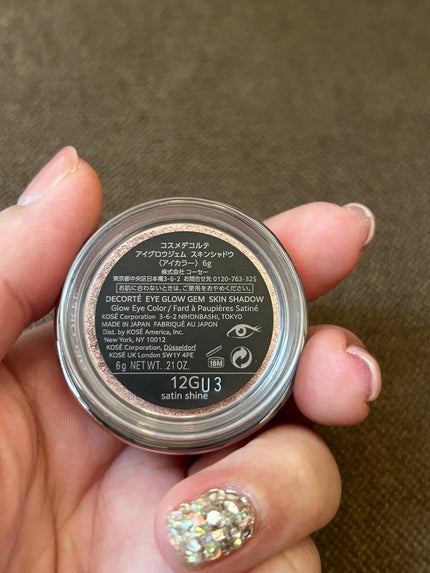 コスメデコルテ
アイグロウジェム スキンシャドウ
〈アイカラー〉6g
株式会社 コーセー
東京都中央区日本橋3-6-2 お問合せ先 0120-763-325
お肌に合わないときは、ご使用をおやめください。
DECORTÉ EYE GLOW GEM SKIN SHADOW
Glow Eye Color / Fard à Paupières Satiné
KOSÉ Corporation 3-6-2 NIHONBASHI, TOKYO
MADE IN JAPAN FABRIQUÉ AU JAPON
Dist. by KOSÉ America, Inc.
New York, NY 10012
KOSÉ Corporation, Düsseldorf
KOSÉ UK London SW1Y 4PE
6g NET WT. .21 OZ.
18M
12G U3
satin shine